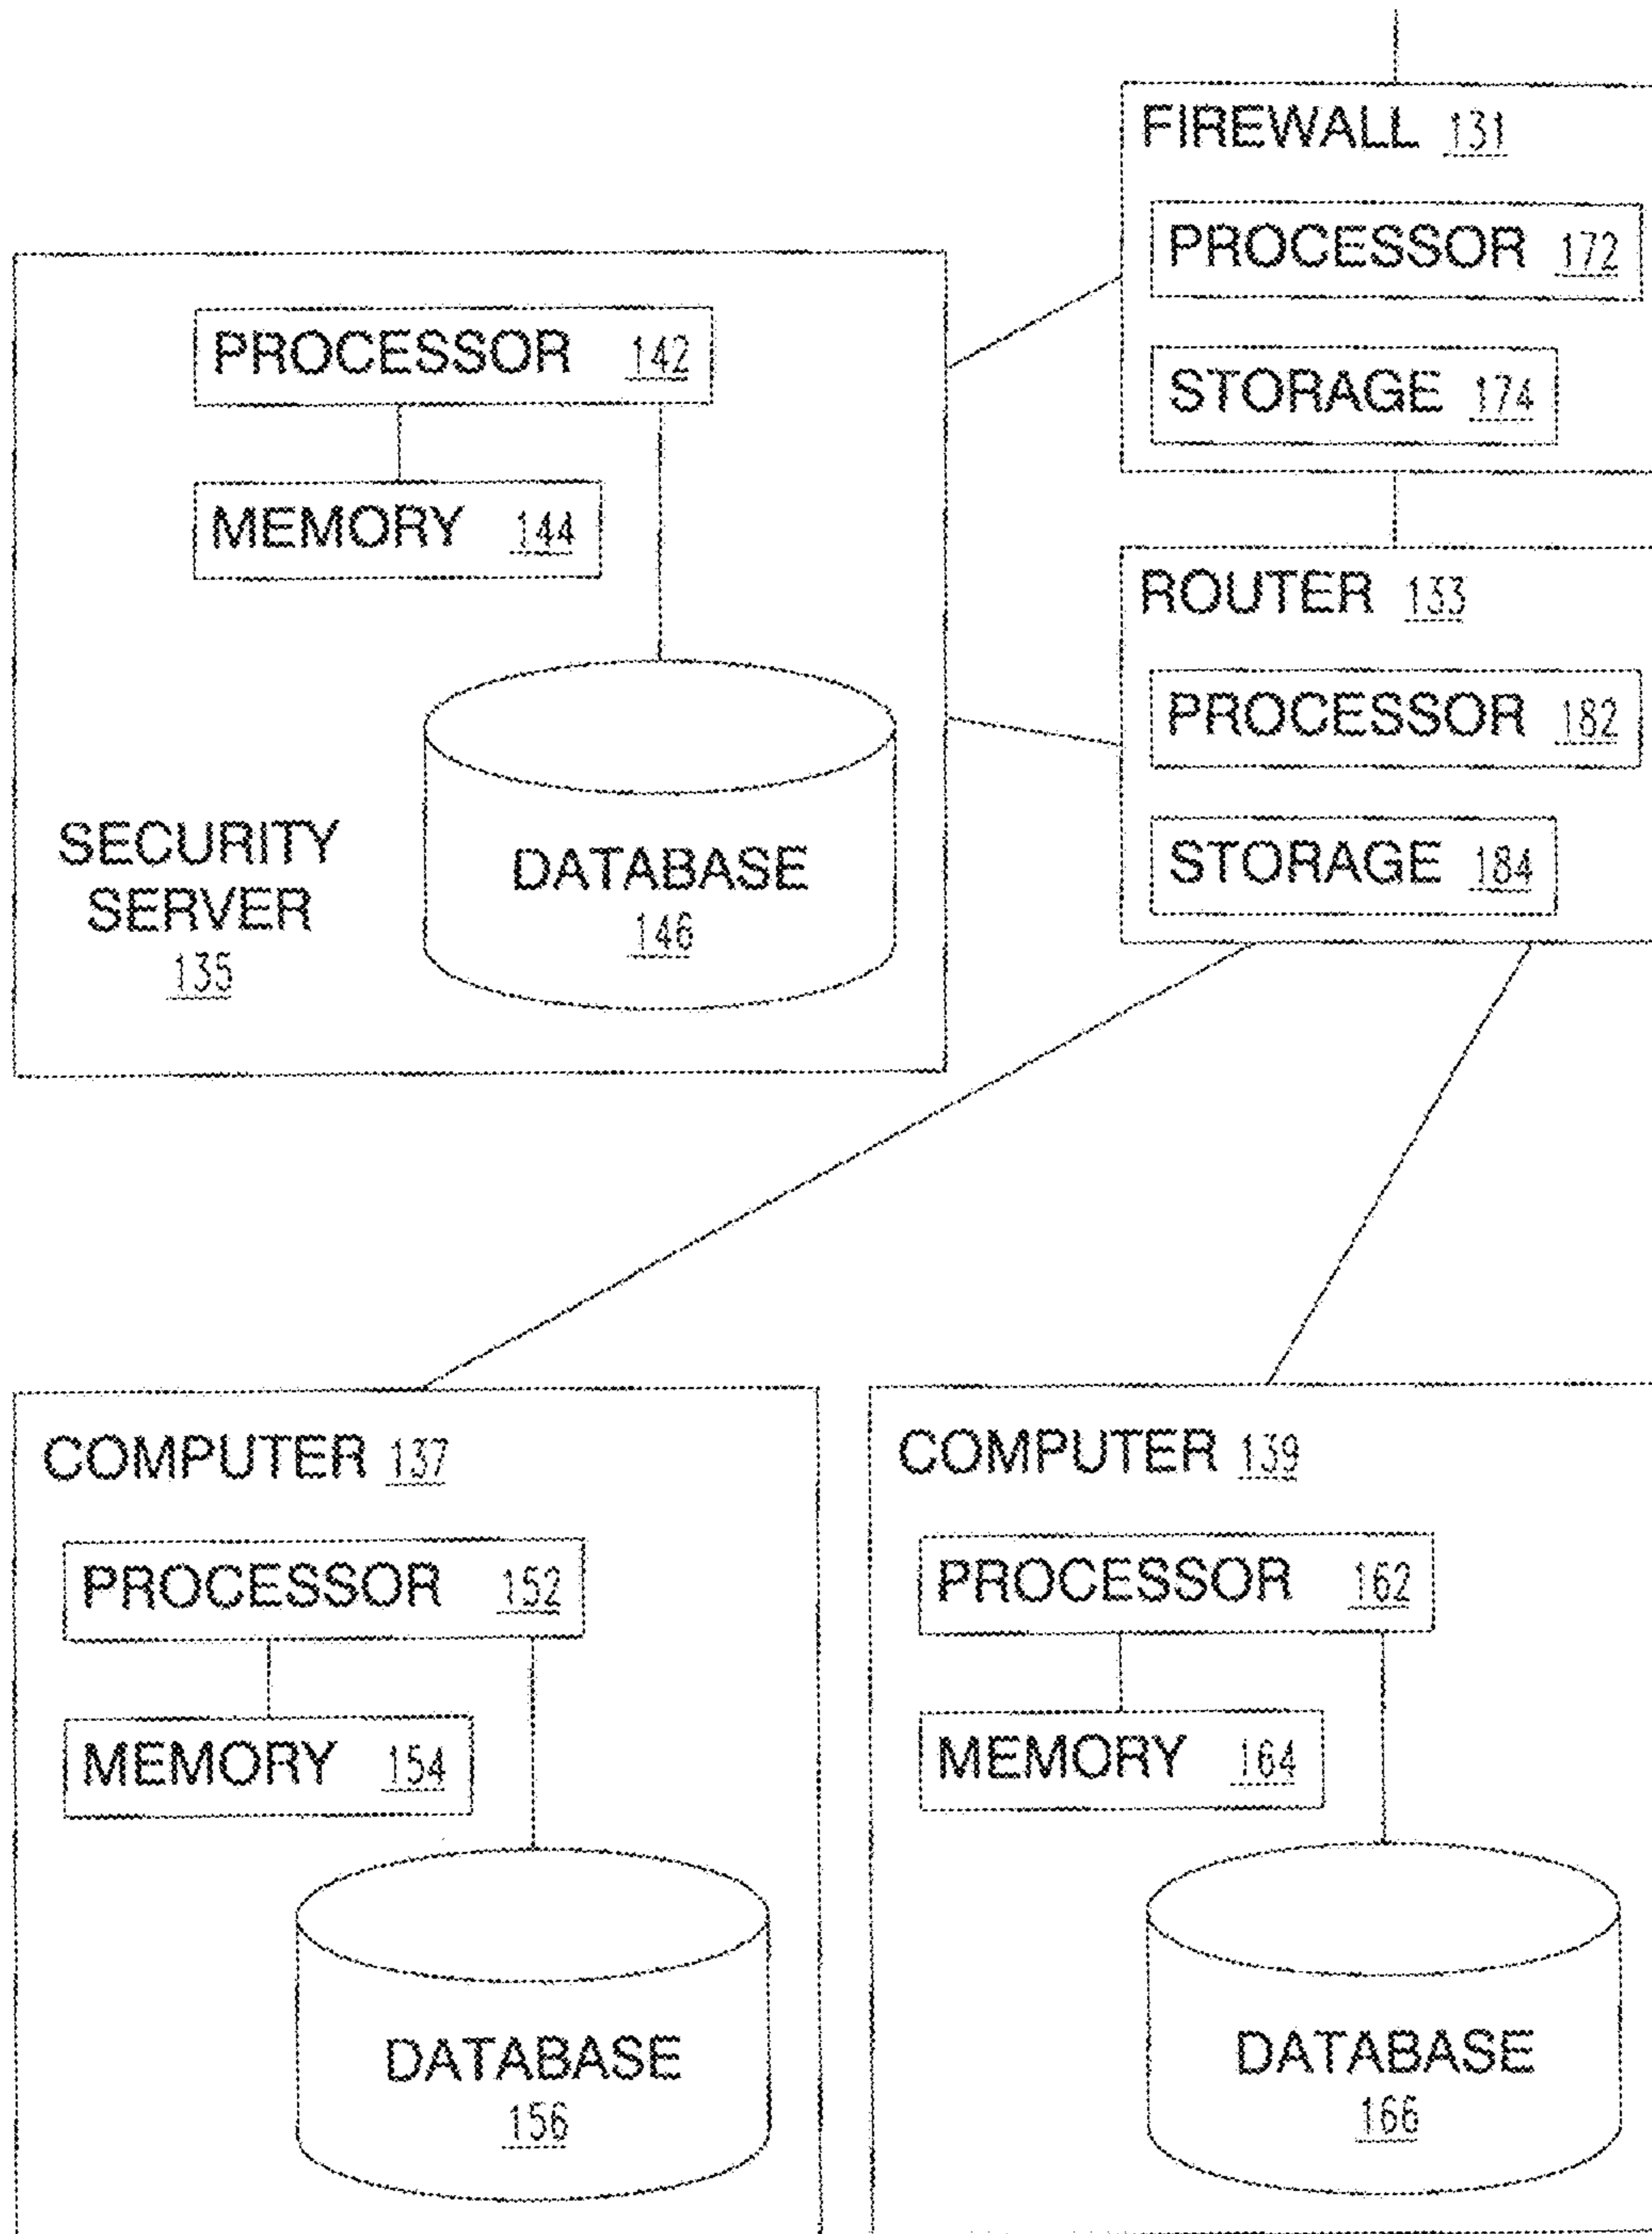 FIREWALL 131
PROCESSOR 172
STORAGE 174
PROCESSOR 142
MEMORY 144
DATABASE
146
SECURITY
SERVER
135
ROUTER 133
PROCESSOR 182
STORAGE 184
COMPUTER 137
PROCESSOR 152
MEMORY 154
DATABASE
156
COMPUTER 139
PROCESSOR 162
MEMORY 164
DATABASE
166